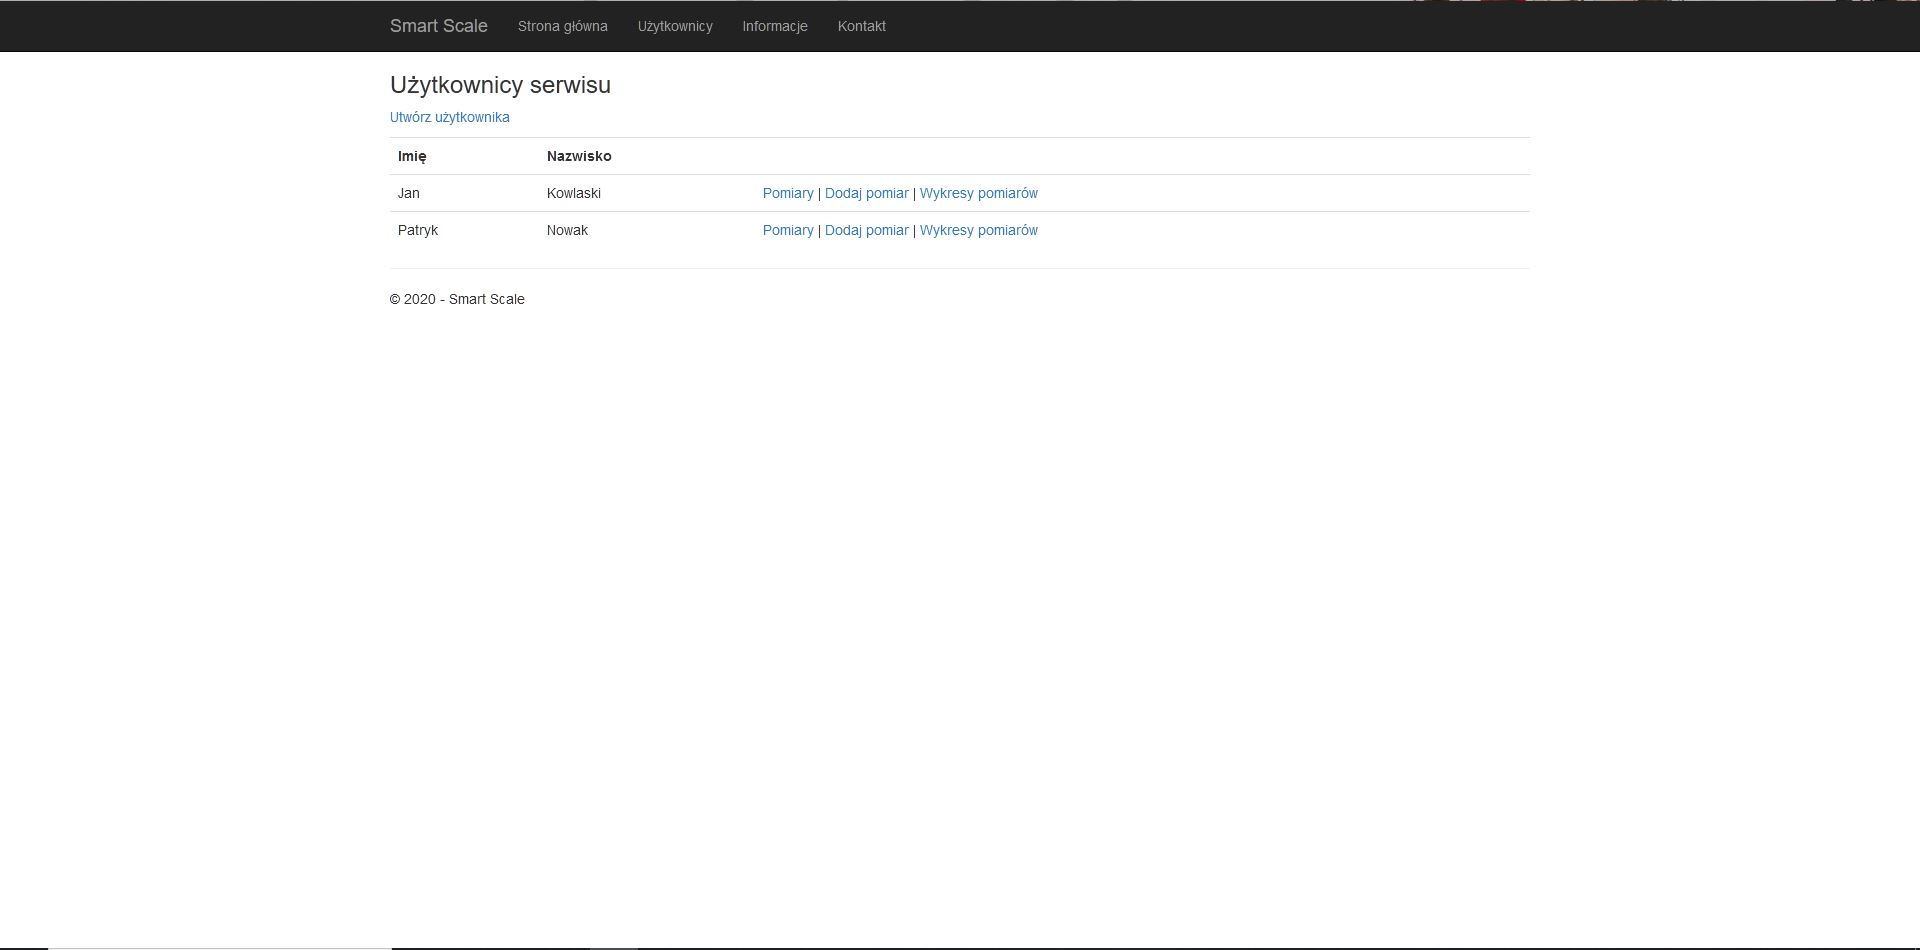 Smart Scale Strona główna Użytkownicy Informacje Kontakt
Użytkownicy serwisu
Utwórz użytkownika
Imię Nazwisko
Jan Kowlaski Pomiary | Dodaj pomiar | Wykresy pomiarów
Patryk Nowak Pomiary | Dodaj pomiar | Wykresy pomiarów
© 2020 - Smart Scale